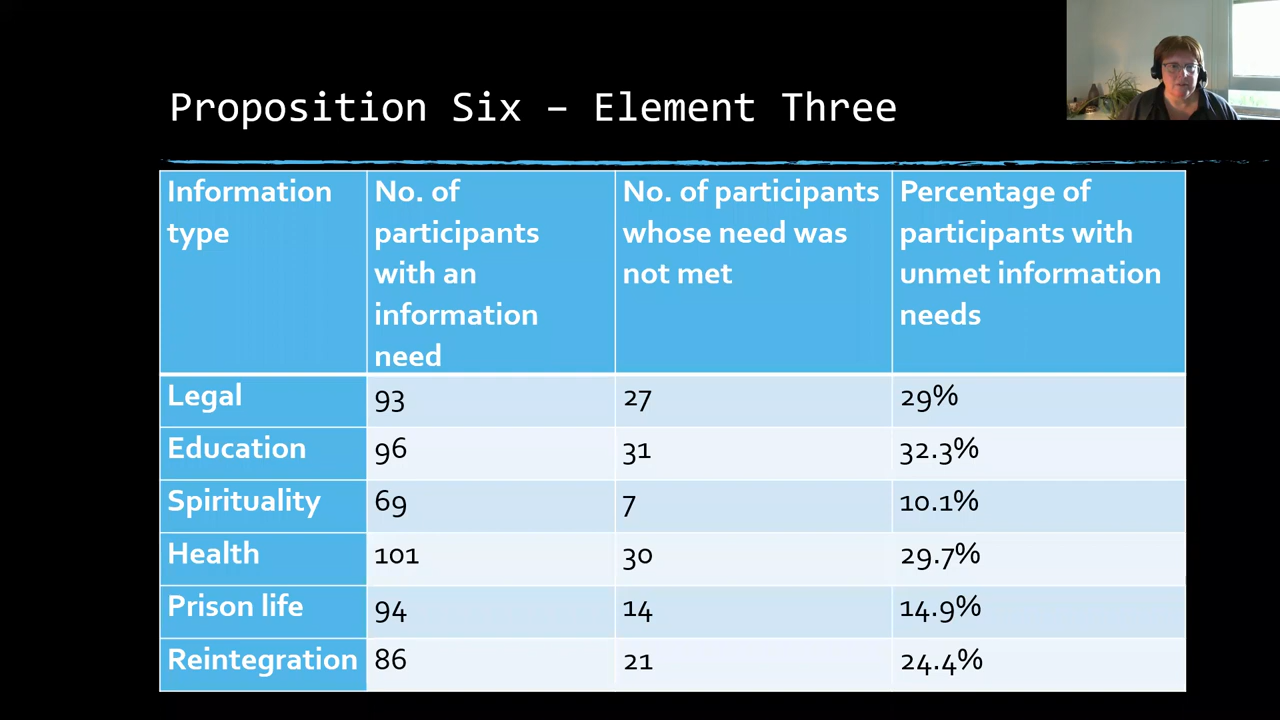 Proposition Six – Element Three
Information type
No. of participants with an information need
No. of participants whose need was not met
Percentage of participants with unmet information needs
Legal 93 27 29%
Education 96 31 32.3%
Spirituality 69 7 10.1%
Health 101 30 29.7%
Prison life 94 14 14.9%
Reintegration 86 21 24.4%